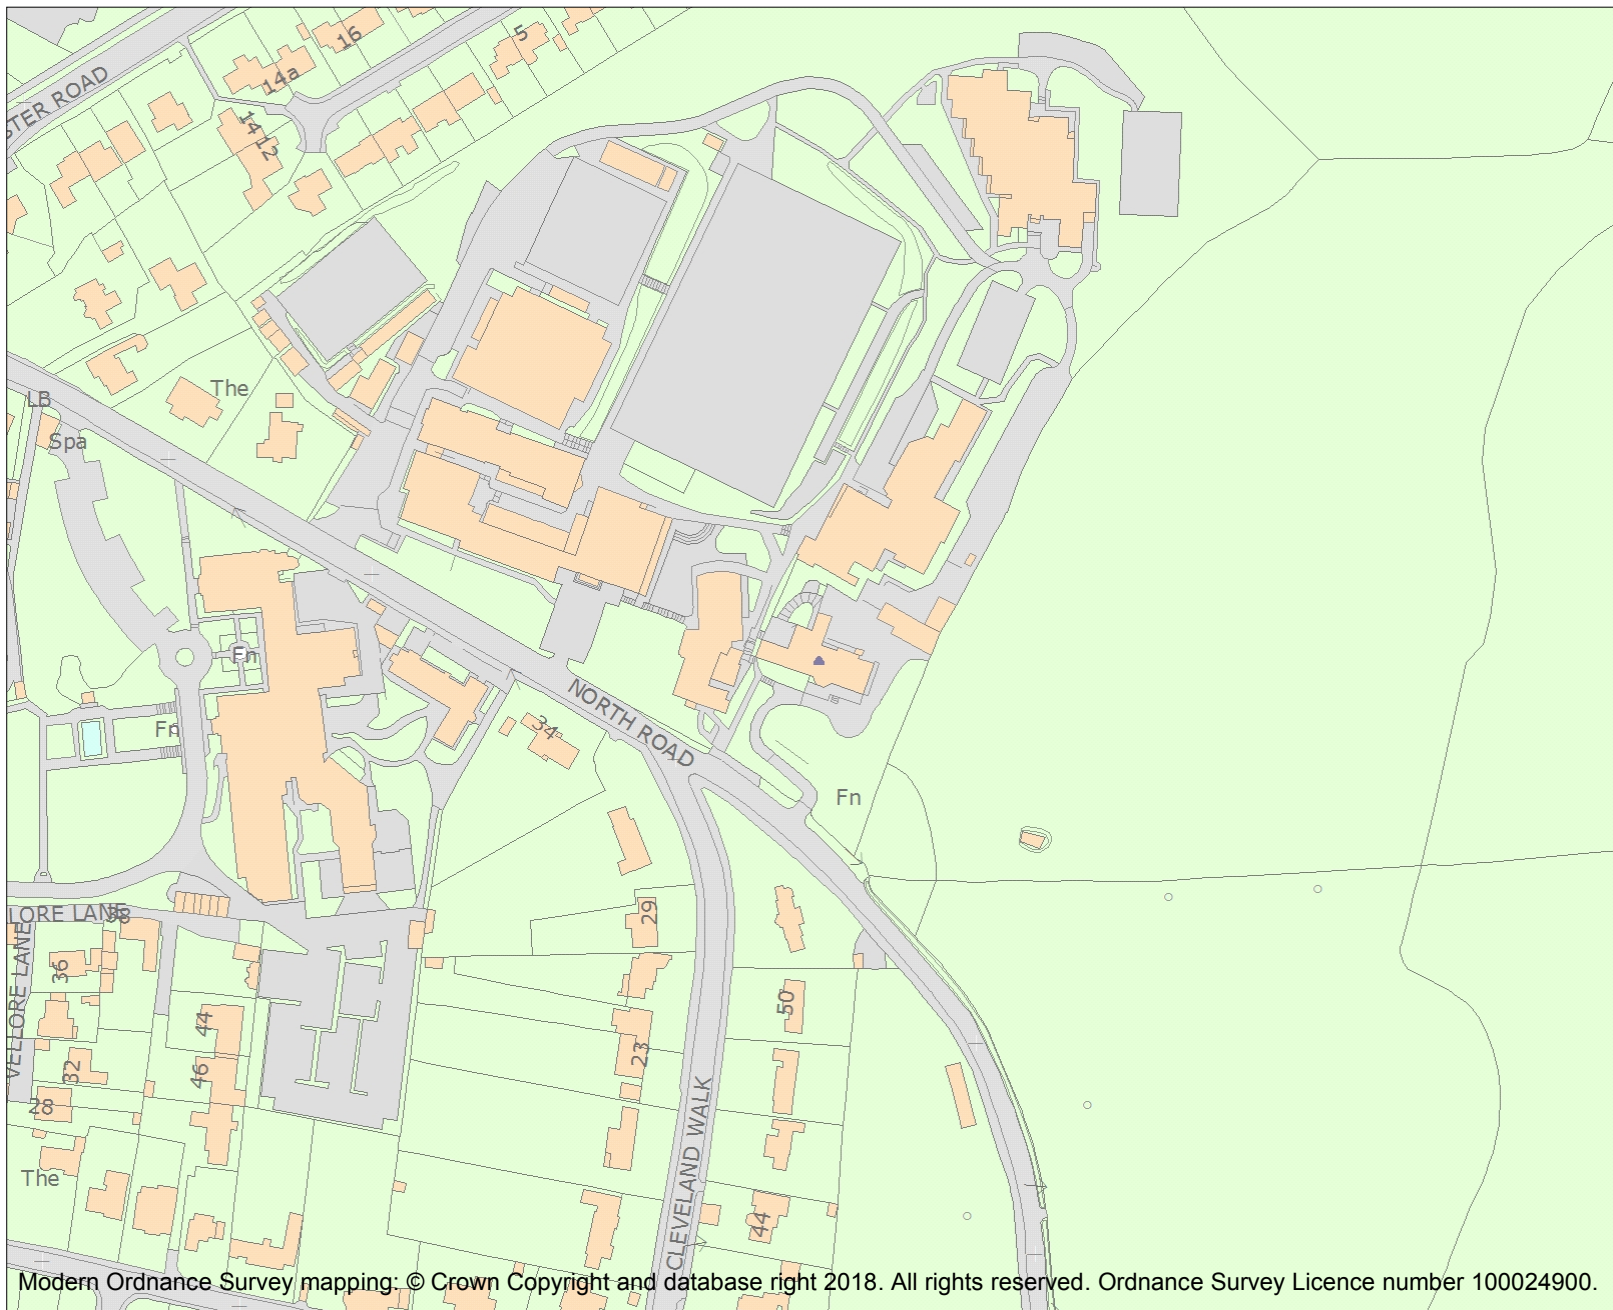 16
5
14a
STER ROAD
14
12
The
LB
Spa
Fn
NORTH ROAD
34
Fn
Fn
LORE LANE
38
29
36
VELLORE LANE
50
44
23
32
46
28
CLEVELAND WALK
The
44
Modern Ordnance Survey mapping: © Crown Copyright and database right 2018. All rights reserved. Ordnance Survey Licence number 100024900.